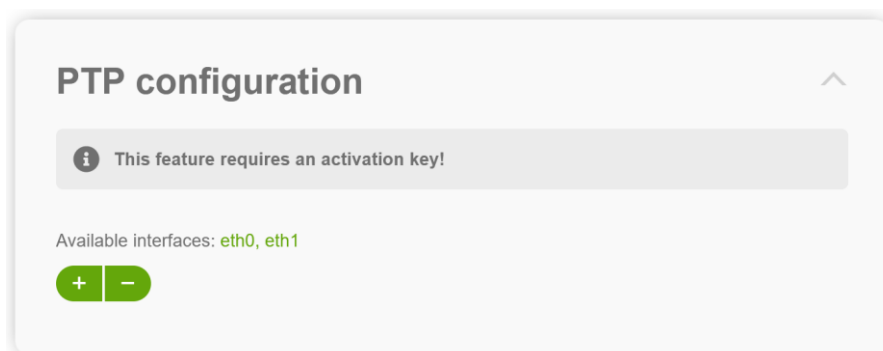 PTP configuration
This feature requires an activation key!
Available interfaces: eth0, eth1
+ −